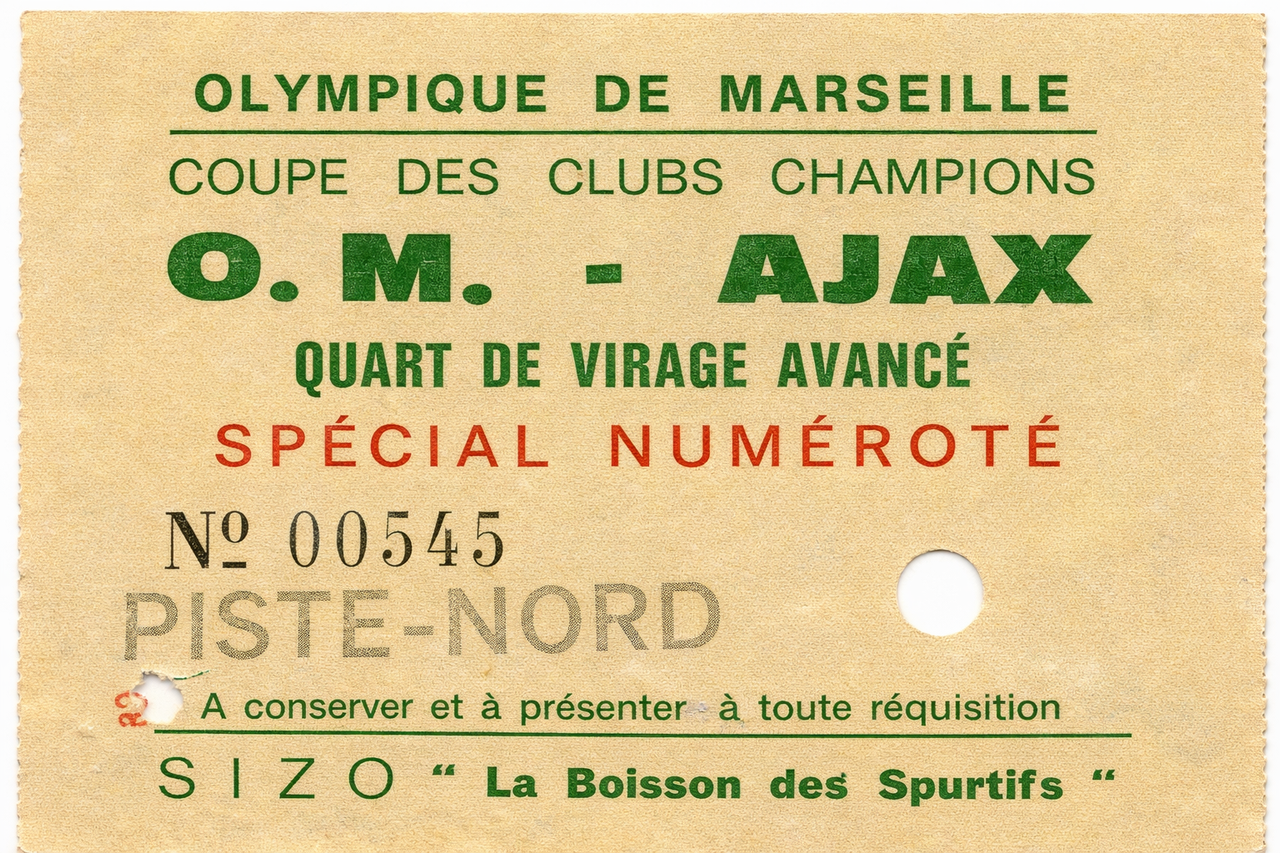 OLYMPIQUE DE MARSEILLE
COUPE DES CLUBS CHAMPIONS
O. M. - AJAX
QUART DE VIRAGE AVANCÉ
SPÉCIAL NUMÉROTÉ
Nº 00545
PISTE-NORD
A conserver et à présenter à toute réquisition
SIZO “ La Boisson des Spurtifs “